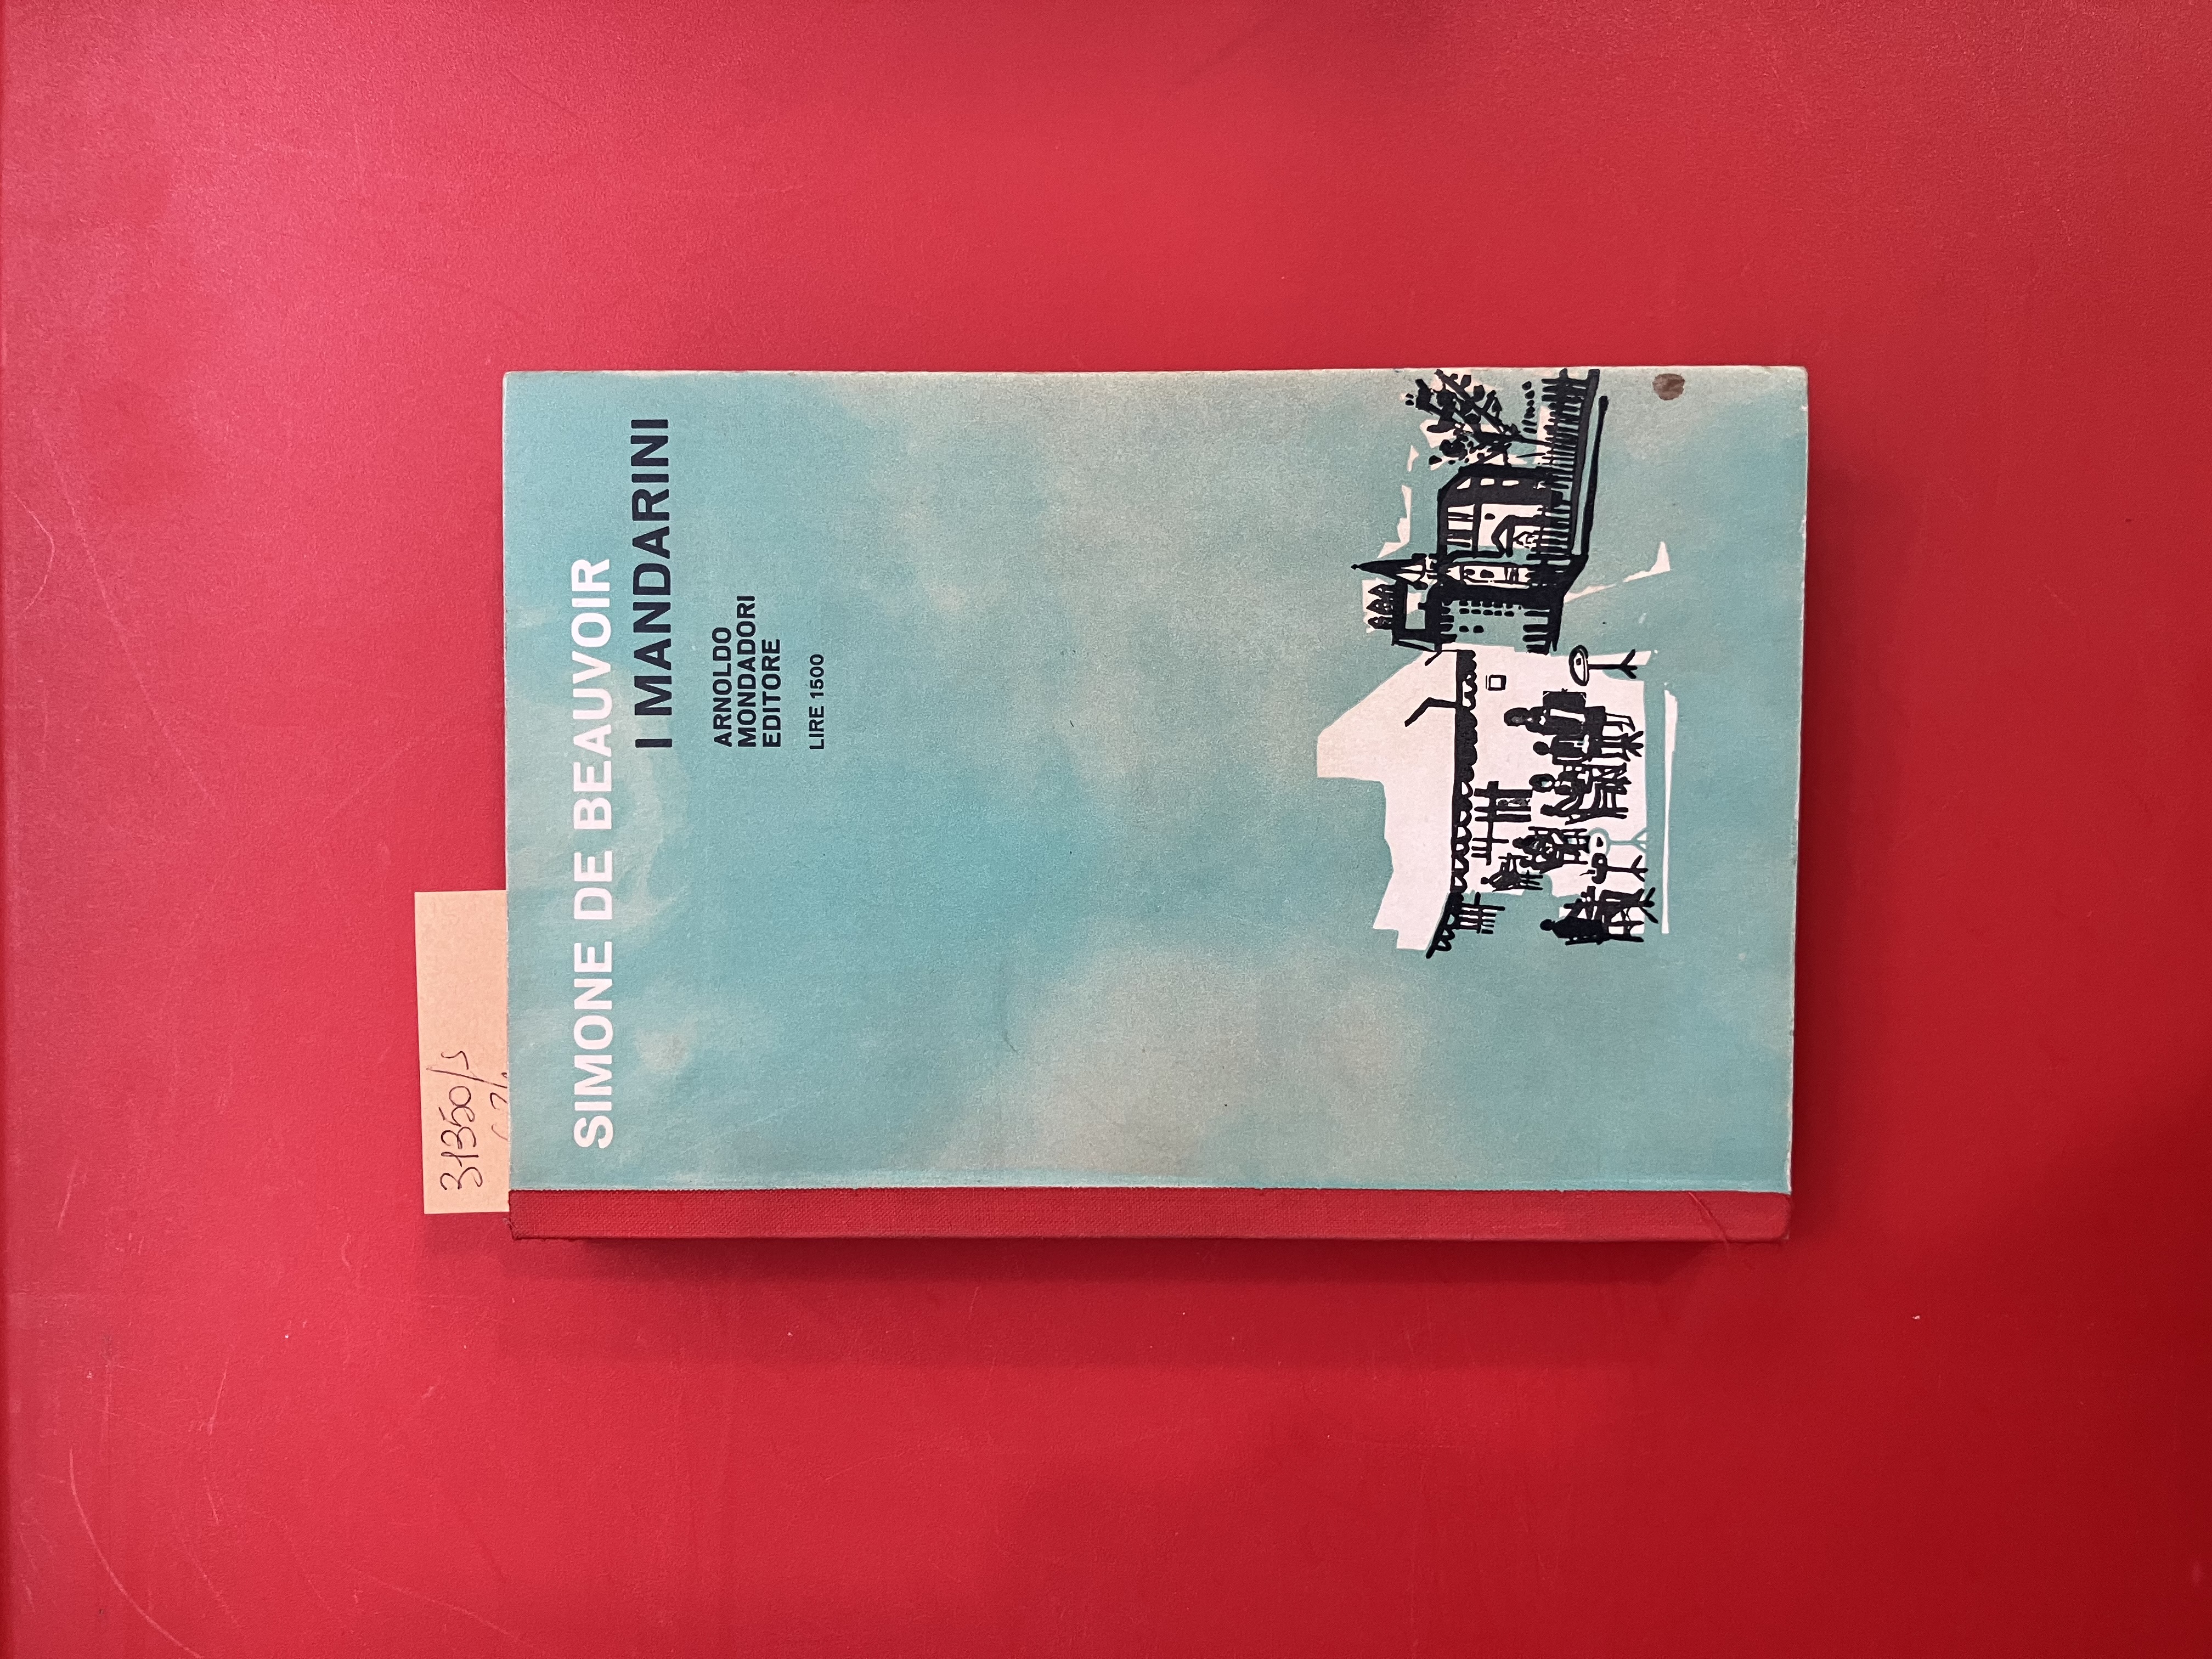 31350/S
SIMONE DE BEAUVOIR
I MANDARINI
ARNOLDO
MONDADORI
EDITORE
LIRE 1500